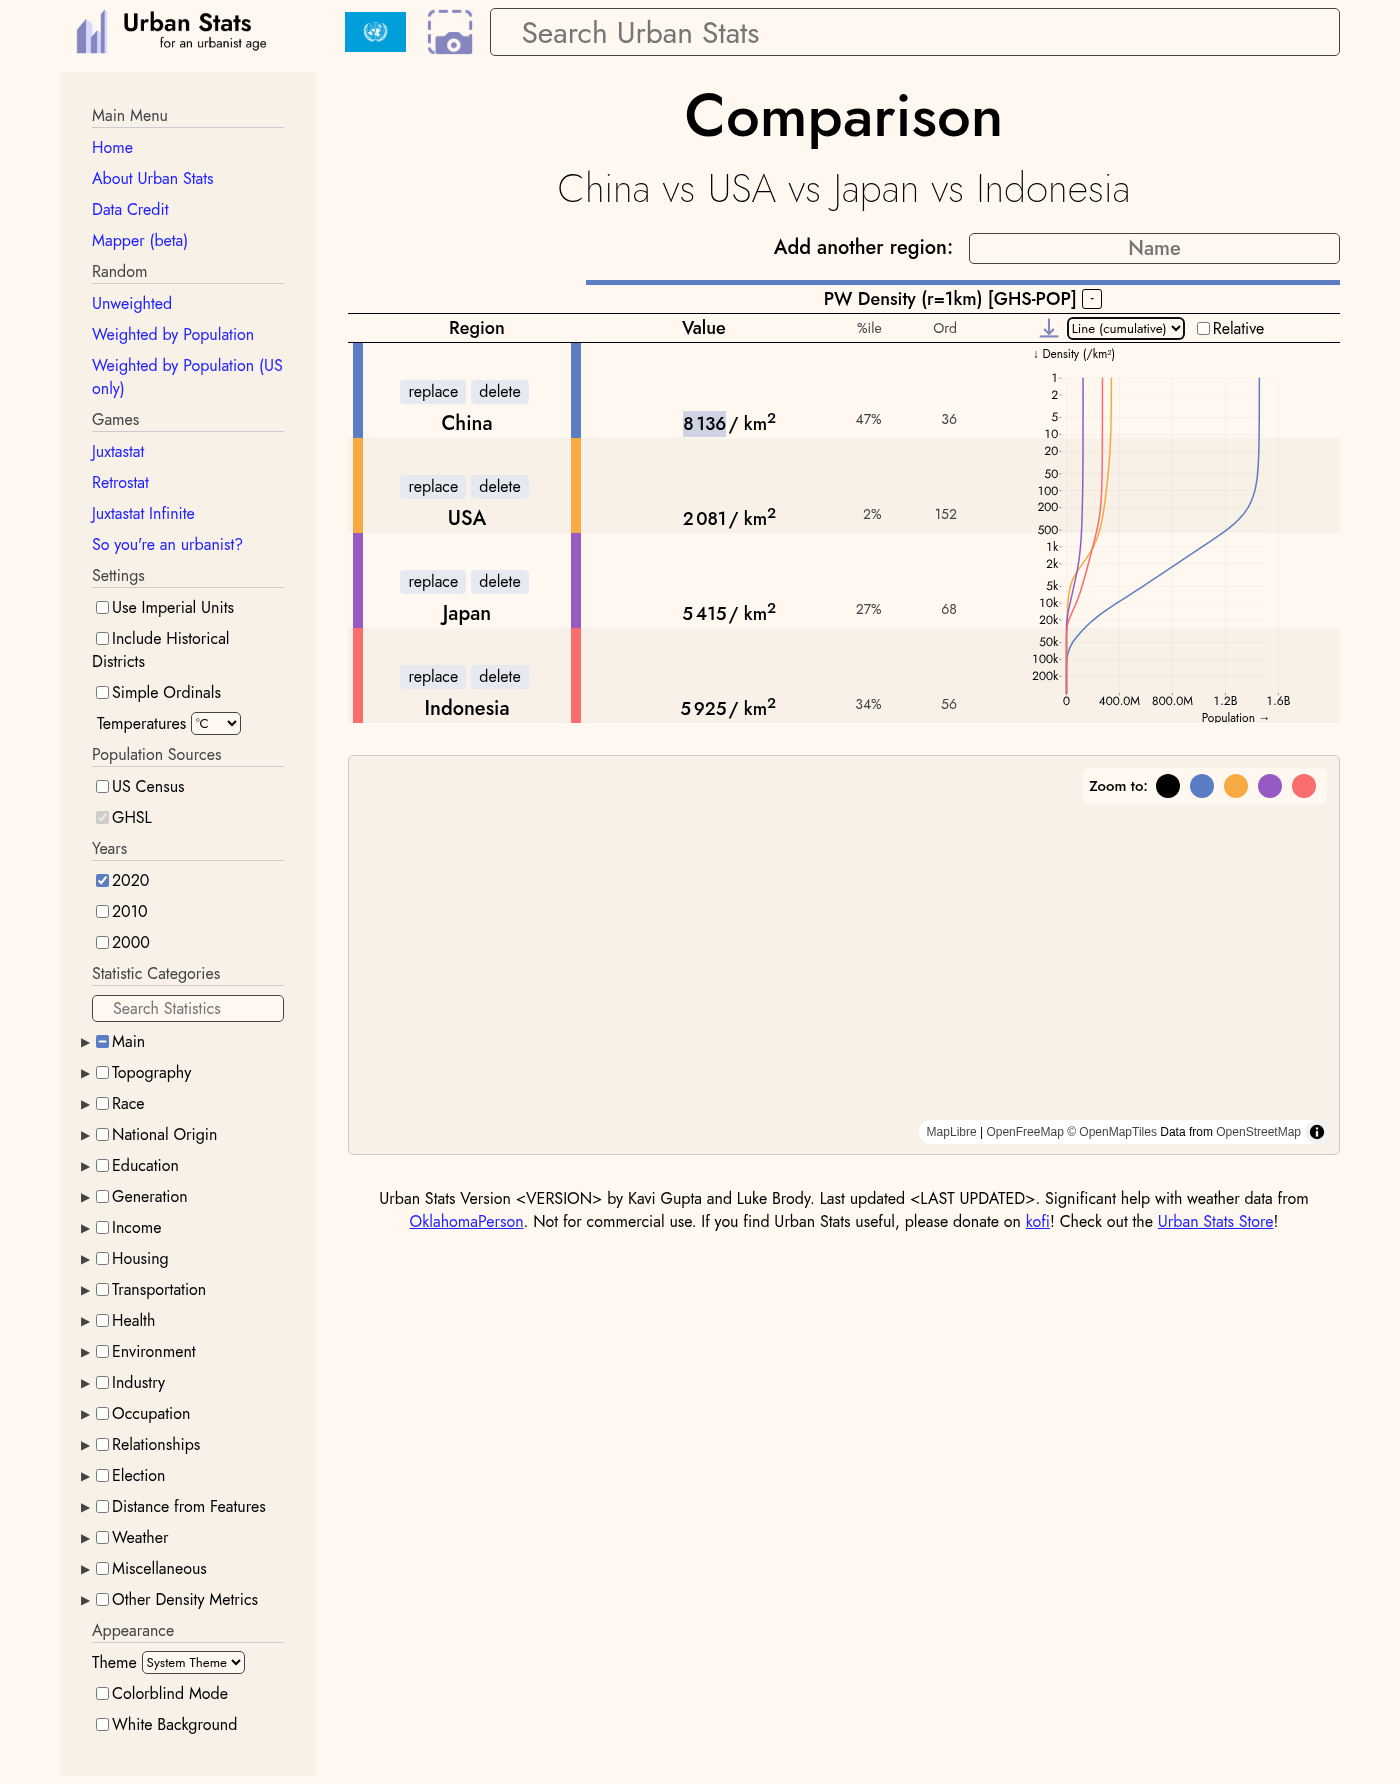 Urban Stats
for an urbanist age
Search Urban Stats
Main Menu
Home
About Urban Stats
Data Credit
Mapper (beta)
Random
Unweighted
Weighted by Population
Weighted by Population (US
only)
Games
Juxtastat
Retrostat
Juxtastat Infinite
So you're an urbanist?
Settings
Use Imperial Units
Include Historical
Districts
Simple Ordinals
Temperatures °C
Population Sources
US Census
GHSL
Years
2020
2010
2000
Statistic Categories
Search Statistics
Main
Topography
Race
National Origin
Education
Generation
Income
Housing
Transportation
Health
Environment
Industry
Occupation
Relationships
Election
Distance from Features
Weather
Miscellaneous
Other Density Metrics
Appearance
Theme System Theme
Colorblind Mode
White Background
Comparison
China vs USA vs Japan vs Indonesia
Add another region: Name
PW Density (r=1km) [GHS-POP] -
Region Value %ile Ord Line (cumulative) Relative
replace delete
China 8 136 / km² 47% 36
replace delete
USA 2 081 / km² 2% 152
replace delete
Japan 5 415 / km² 27% 68
replace delete
Indonesia 5 925 / km² 34% 56
↓ Density (/km²)
1
2
5
10
20
50
100
200
500
1k
2k
5k
10k
20k
50k
100k
200k
0 400.0M 800.0M 1.2B 1.6B
Population →
Zoom to:
MapLibre | OpenFreeMap © OpenMapTiles Data from OpenStreetMap
Urban Stats Version <VERSION> by Kavi Gupta and Luke Brody. Last updated <LAST UPDATED>. Significant help with weather data from
OklahomaPerson. Not for commercial use. If you find Urban Stats useful, please donate on kofi! Check out the Urban Stats Store!